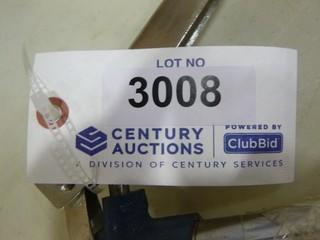 LOT NO
3008
CENTURY AUCTIONS
POWERED BY
ClubBid
A DIVISION OF CENTURY SERVICES